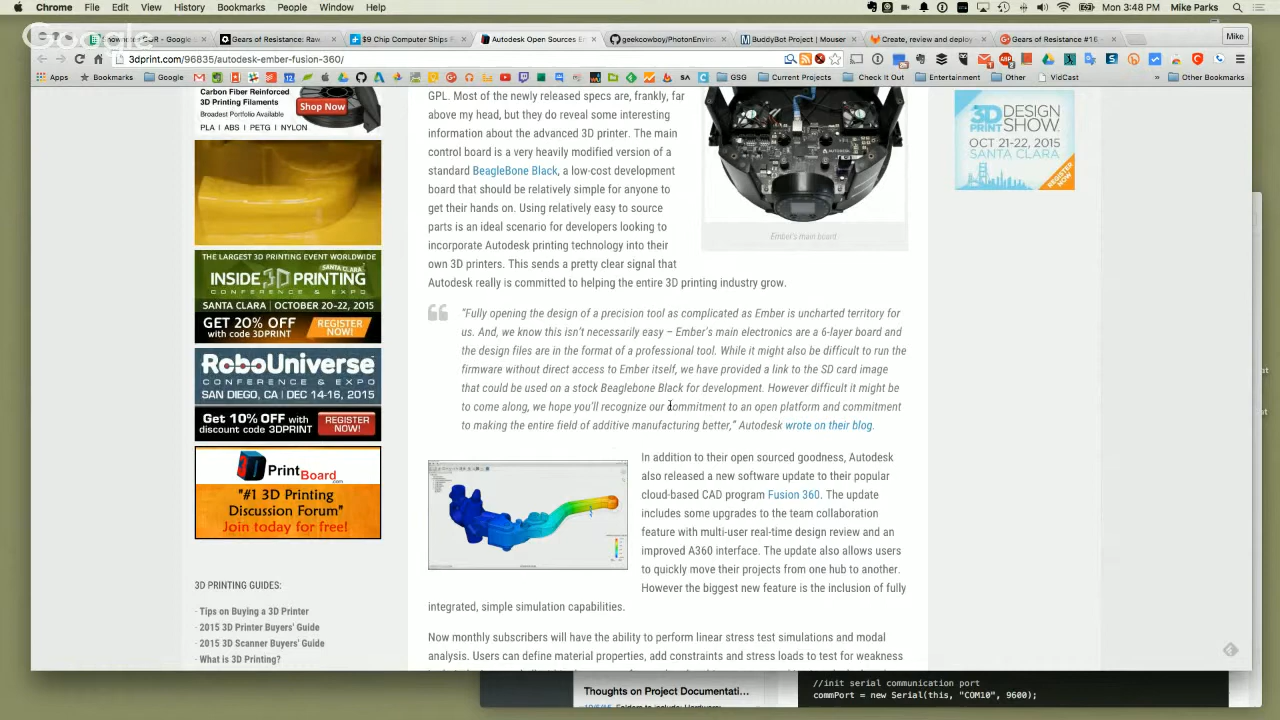 Chrome File Edit View History Bookmarks People Window Help
Mon 3:48 PM Mike Parks
Google
Gears of Resistance: Raw
$9 Chip Computer Ships F
Autodesk Open Sources Em
geekcowboy/PhotonEnviro
BuddyBot Project | Mouser
Create, review and deploy
Gears of Resistance #16 -
Mike
3dprint.com/96835/autodesk-ember-fusion-360/
Apps Bookmarks Google
GSG Current Projects Check It Out Entertainment Other VidCast » Other Bookmarks
Carbon Fiber Reinforced
3D Printing Filaments
Broadest Portfolio Available
Shop Now
PLA | ABS | PETG | NYLON
THE LARGEST 3D PRINTING EVENT WORLDWIDE
SANTA CLARA
INSIDE 3D PRINTING
CONFERENCE & EXPO
SANTA CLARA | OCTOBER 20-22, 2015
GET 20% OFF
with code 3DPRINT
REGISTER
NOW!
RoboUniverse
CONFERENCE & EXPO
SAN DIEGO, CA | DEC 14-16, 2015
Get 10% OFF with
discount code 3DPRINT
REGISTER
NOW!
PrintBoard.com
"#1 3D Printing
Discussion Forum"
Join today for free!
3D PRINTING GUIDES:
- Tips on Buying a 3D Printer
- 2015 3D Printer Buyers' Guide
- 2015 3D Scanner Buyers' Guide
- What is 3D Printing?
GPL. Most of the newly released specs are, frankly, far
above my head, but they do reveal some interesting
information about the advanced 3D printer. The main
control board is a very heavily modified version of a
standard BeagleBone Black, a low-cost development
board that should be relatively simple for anyone to
get their hands on. Using relatively easy to source
parts is an ideal scenario for developers looking to
incorporate Autodesk printing technology into their
own 3D printers. This sends a pretty clear signal that
Autodesk really is committed to helping the entire 3D printing industry grow.
Ember's main board
"Fully opening the design of a precision tool as complicated as Ember is uncharted territory for
us. And, we know this isn't necessarily easy – Ember's main electronics are a 6-layer board and
the design files are in the format of a professional tool. While it might also be difficult to run the
firmware without direct access to Ember itself, we have provided a link to the SD card image
that could be used on a stock Beaglebone Black for development. However difficult it might be
to come along, we hope you'll recognize our commitment to an open platform and commitment
to making the entire field of additive manufacturing better," Autodesk wrote on their blog.
In addition to their open sourced goodness, Autodesk
also released a new software update to their popular
cloud-based CAD program Fusion 360. The update
includes some upgrades to the team collaboration
feature with multi-user real-time design review and an
improved A360 interface. The update also allows users
to quickly move their projects from one hub to another.
However the biggest new feature is the inclusion of fully
integrated, simple simulation capabilities.
Now monthly subscribers will have the ability to perform linear stress test simulations and modal
analysis. Users can define material properties, add constraints and stress loads to test for weakness
3D DESIGN
PRINT SHOW.
OCT 21-22, 2015
SANTA CLARA
REGISTER
NOW!
Thoughts on Project Documentati...
//init serial communication port
commPort = new Serial(this, "COM10", 9600);